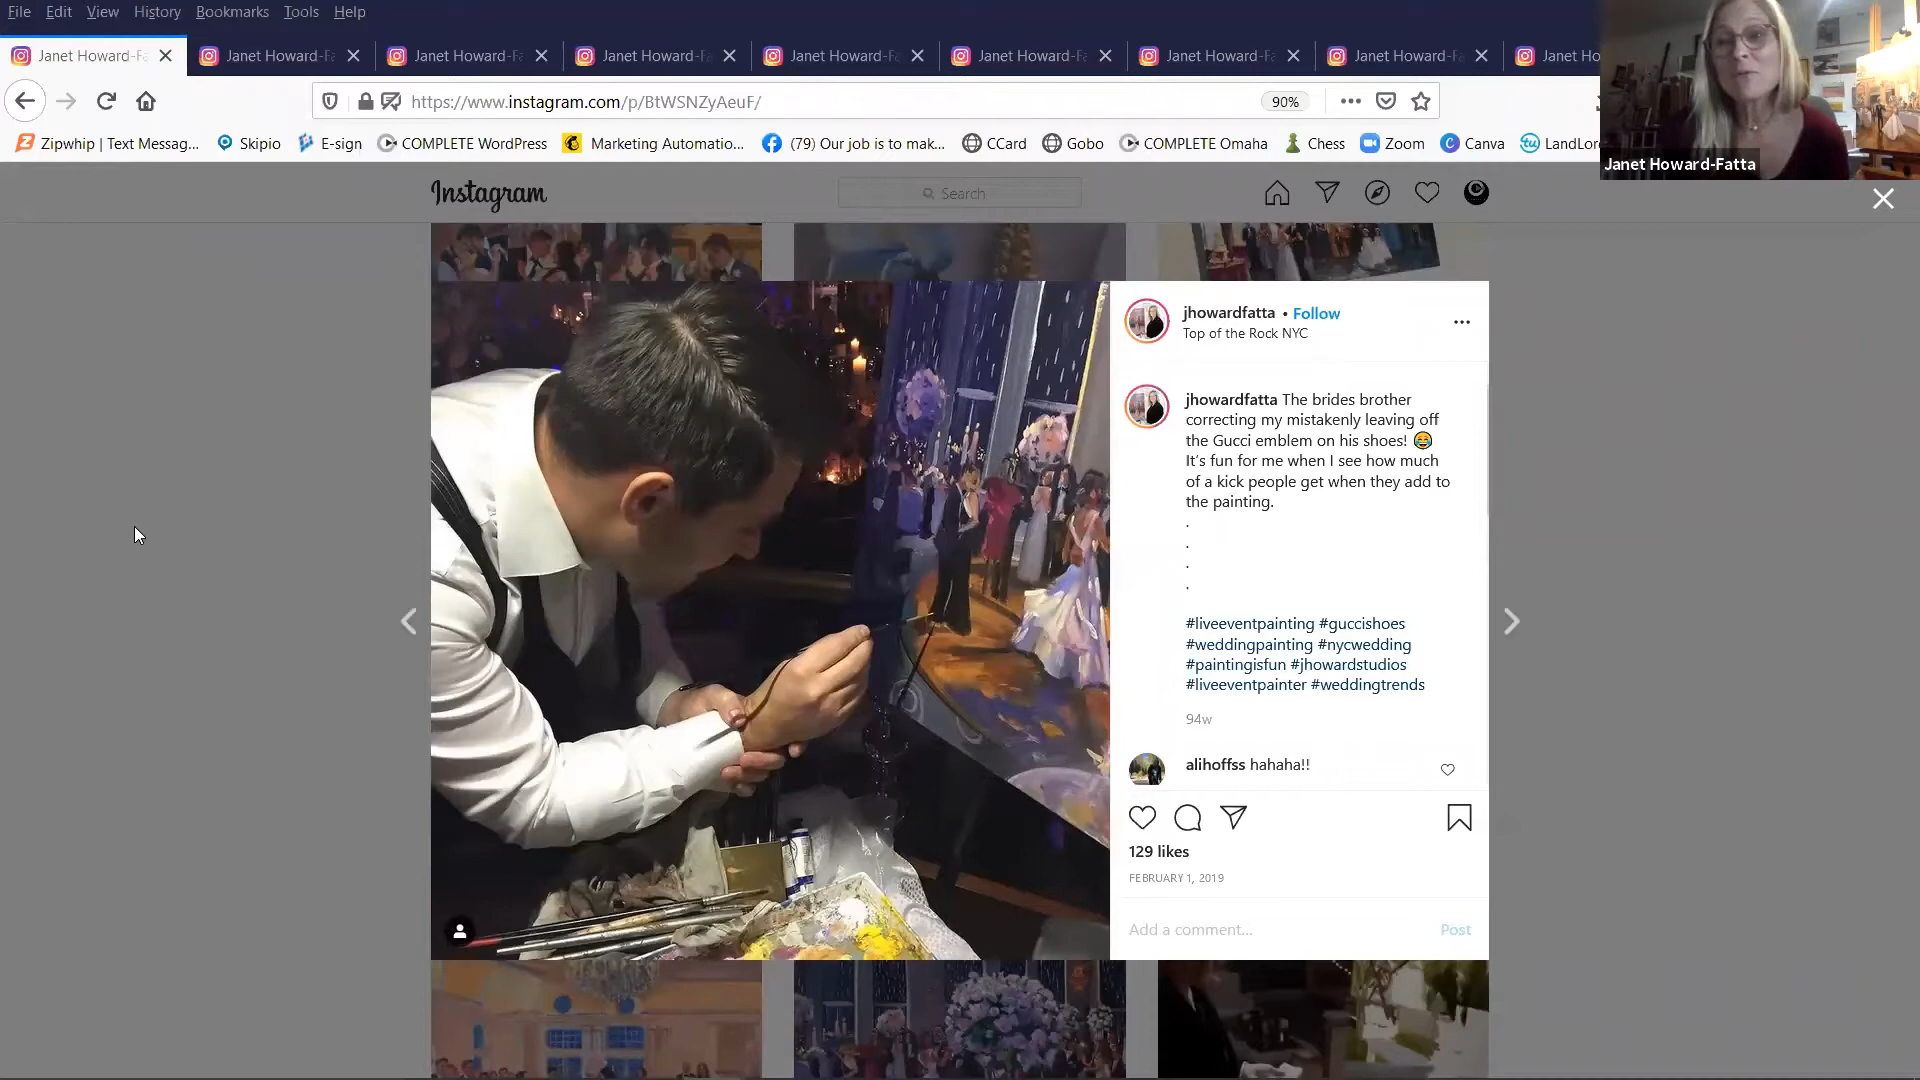 File Edit View History Bookmarks Tools Help
Janet Howard-Fa Janet Howard-Fa Janet Howard-Fa Janet Howard-Fa Janet Howard-Fa Janet Howard-Fa Janet Howard-Fa Janet Howard-Fa Janet Ho
https://www.instagram.com/p/BtWSNZyAeuF/ 90%
Zipwhip | Text Messag... Skipio E-sign COMPLETE WordPress Marketing Automatio... (79) Our job is to mak... CCard Gobo COMPLETE Omaha Chess Zoom Canva LandLor
Janet Howard-Fatta
Instagram Search
jhowardfatta • Follow
Top of the Rock NYC
jhowardfatta The brides brother
correcting my mistakenly leaving off
the Gucci emblem on his shoes! 😂
It's fun for me when I see how much
of a kick people get when they add to
the painting.
.
.
.
.
#liveeventpainting #guccishoes
#weddingpainting #nycwedding
#paintingisfun #jhowardstudios
#liveeventpainter #weddingtrends
94w
alihoffss hahaha!!
129 likes
FEBRUARY 1, 2019
Add a comment... Post